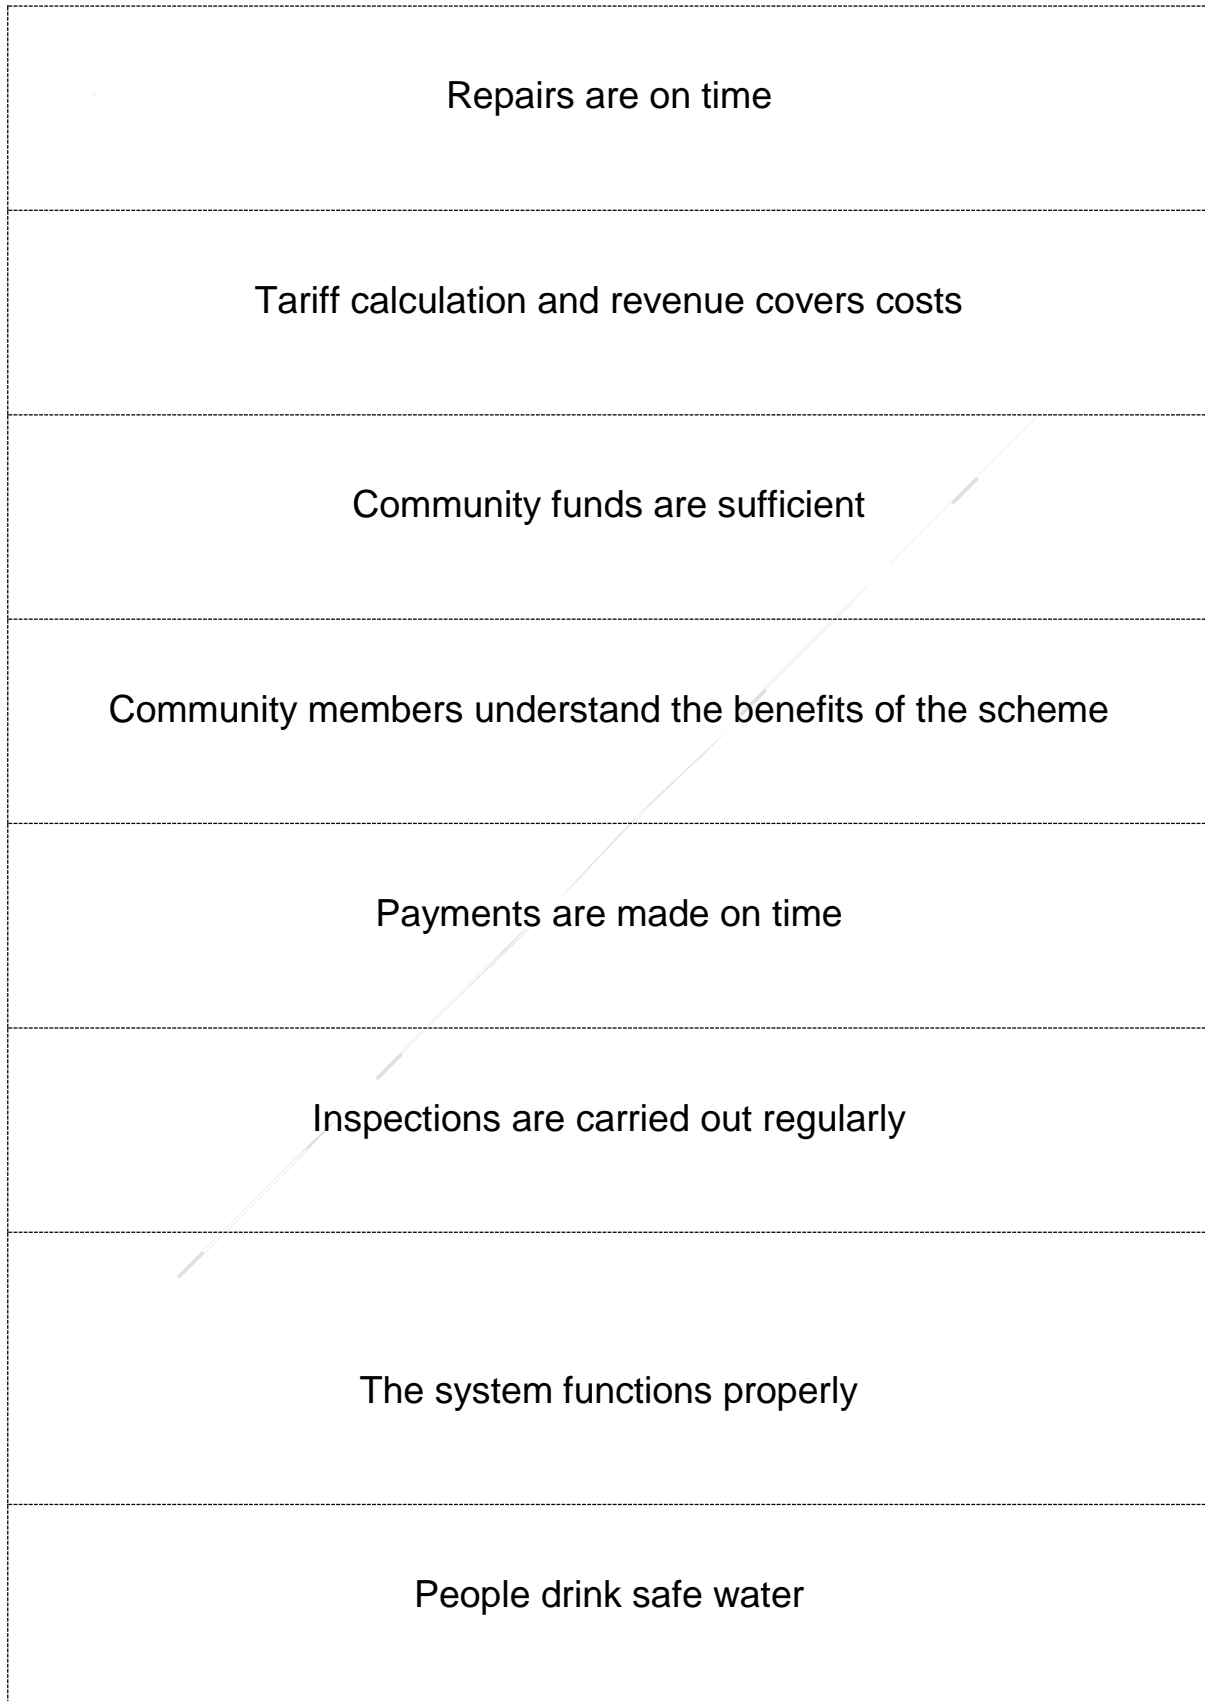 Repairs are on time
Tariff calculation and revenue covers costs
Community funds are sufficient
Community members understand the benefits of the scheme
Payments are made on time
Inspections are carried out regularly
The system functions properly
People drink safe water